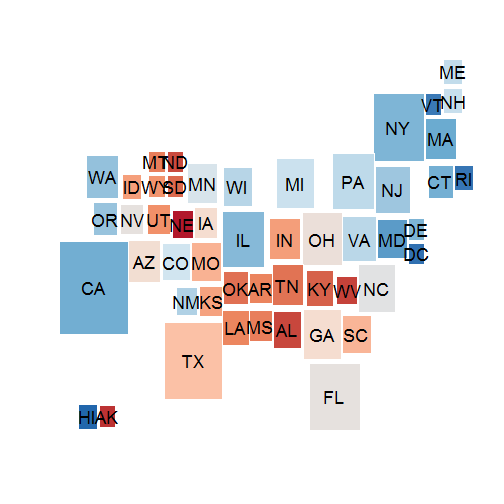 ME
VT NH
NY MA
WA MT ND MN WI MI PA NJ CT RI
ID WY SD
OR NV UT NE IA IL IN OH VA MD DE
DC
CA AZ CO MO
NM KS OK AR TN KY WV NC
TX LA MS AL GA SC
FL
HI AK